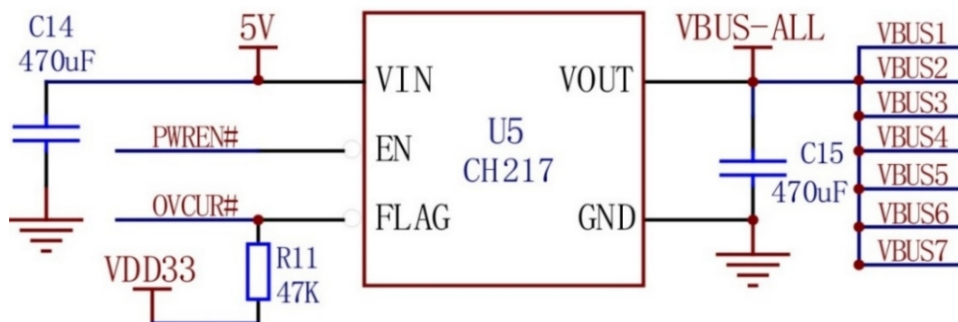 C14
470uF
5V
VBUS-ALL
VBUS1
VBUS2
VBUS3
VBUS4
VBUS5
VBUS6
VBUS7
VIN
VOUT
U5
CH217
PWREN#
EN
C15
470uF
OVCUR#
FLAG
GND
VDD33
R11
47K